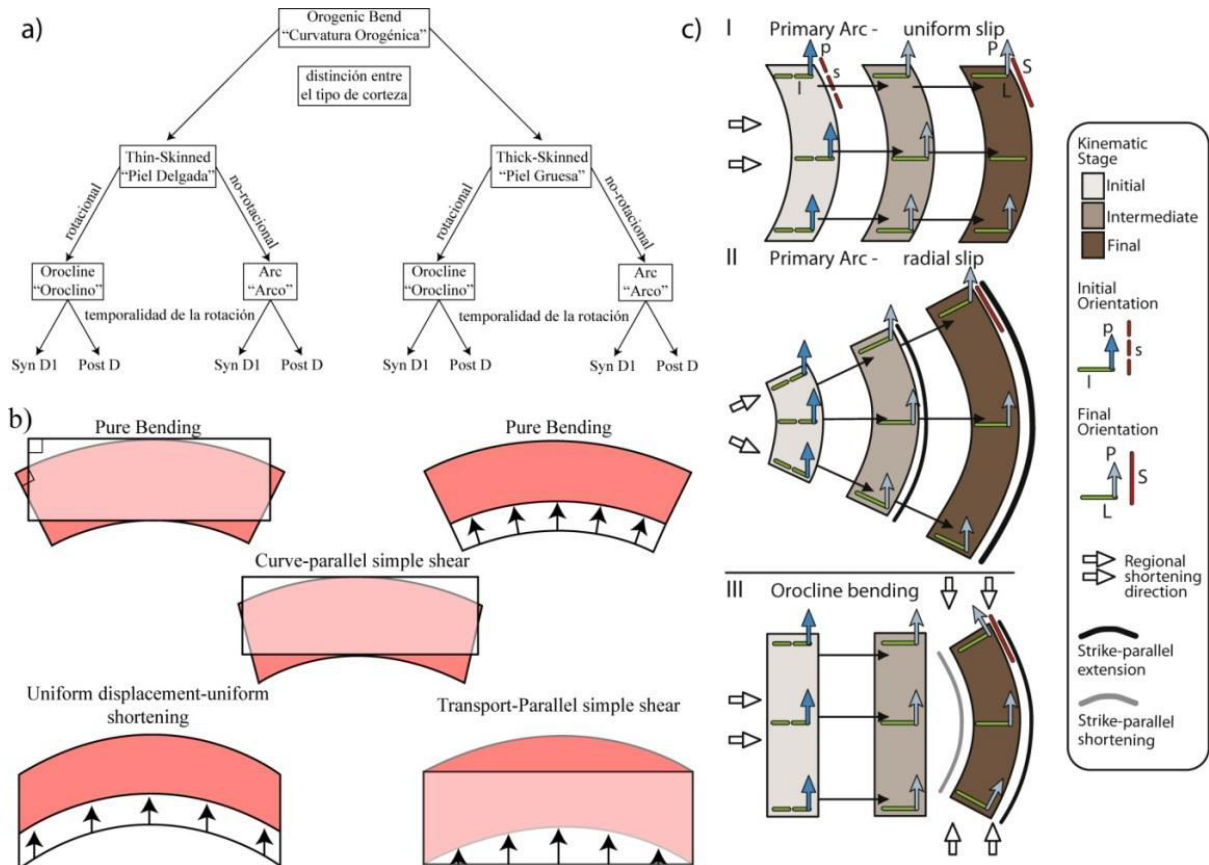 a)
Orogenic Bend
“Curvatura Orogénica”
distinción entre
el tipo de corteza
Thin-Skinned
“Piel Delgada”
Thick-Skinned
“Piel Gruesa”
rotacional
no-rotacional
rotacional
no-rotacional
Orocline
“Oroclino”
Arc
“Arco”
Orocline
“Oroclino”
Arc
“Arco”
temporalidad de la rotación
temporalidad de la rotación
Syn D1
Post D
Syn D1
Post D
Syn D1
Post D
Syn D1
Post D
b)
Pure Bending
Pure Bending
Curve-parallel simple shear
Uniform displacement-uniform
shortening
Transport-Parallel simple shear
c)
I Primary Arc - uniform slip
p
s
l
P
S
L
II Primary Arc - radial slip
III Orocline bending
Kinematic
Stage
Initial
Intermediate
Final
Initial
Orientation
p
s
l
Final
Orientation
P
S
L
Regional
shortening
direction
Strike-parallel
extension
Strike-parallel
shortening